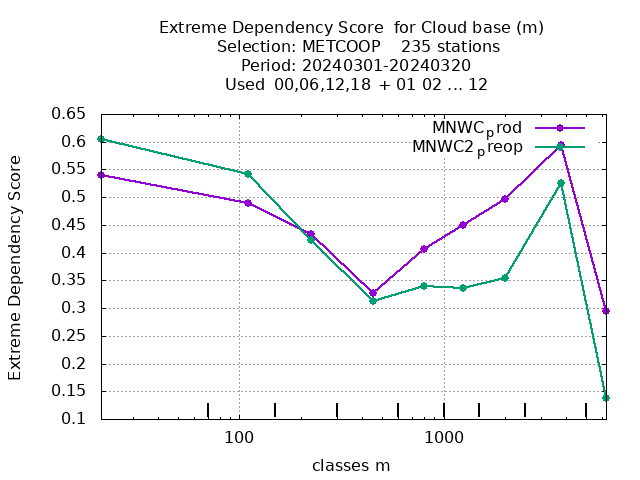 Extreme Dependency Score  for Cloud base (m)
Selection: METCOOP    235 stations
Period: 20240301-20240320
Used  00,06,12,18 + 01 02 ... 12
0.65
0.6
0.55
0.5
0.45
0.4
0.35
0.3
0.25
0.2
0.15
0.1
Extreme Dependency Score
MNWCprod
MNWC2preop
100
1000
classes m